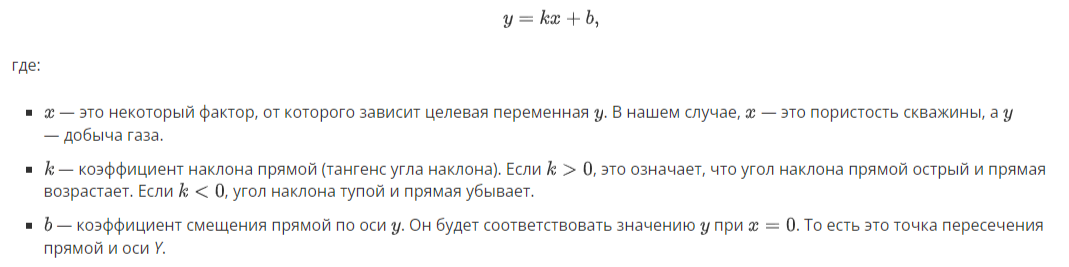 y = kx + b,
где:
x — это некоторый фактор, от которого зависит целевая переменная y. В нашем случае, x — это пористость скважины, а y
— добыча газа.
k — коэффициент наклона прямой (тангенс угла наклона). Если k > 0, это означает, что угол наклона прямой острый и прямая
возрастает. Если k < 0, угол наклона тупой и прямая убывает.
b — коэффициент смещения прямой по оси y. Он будет соответствовать значению y при x = 0. То есть это точка пересечения
прямой и оси Y.